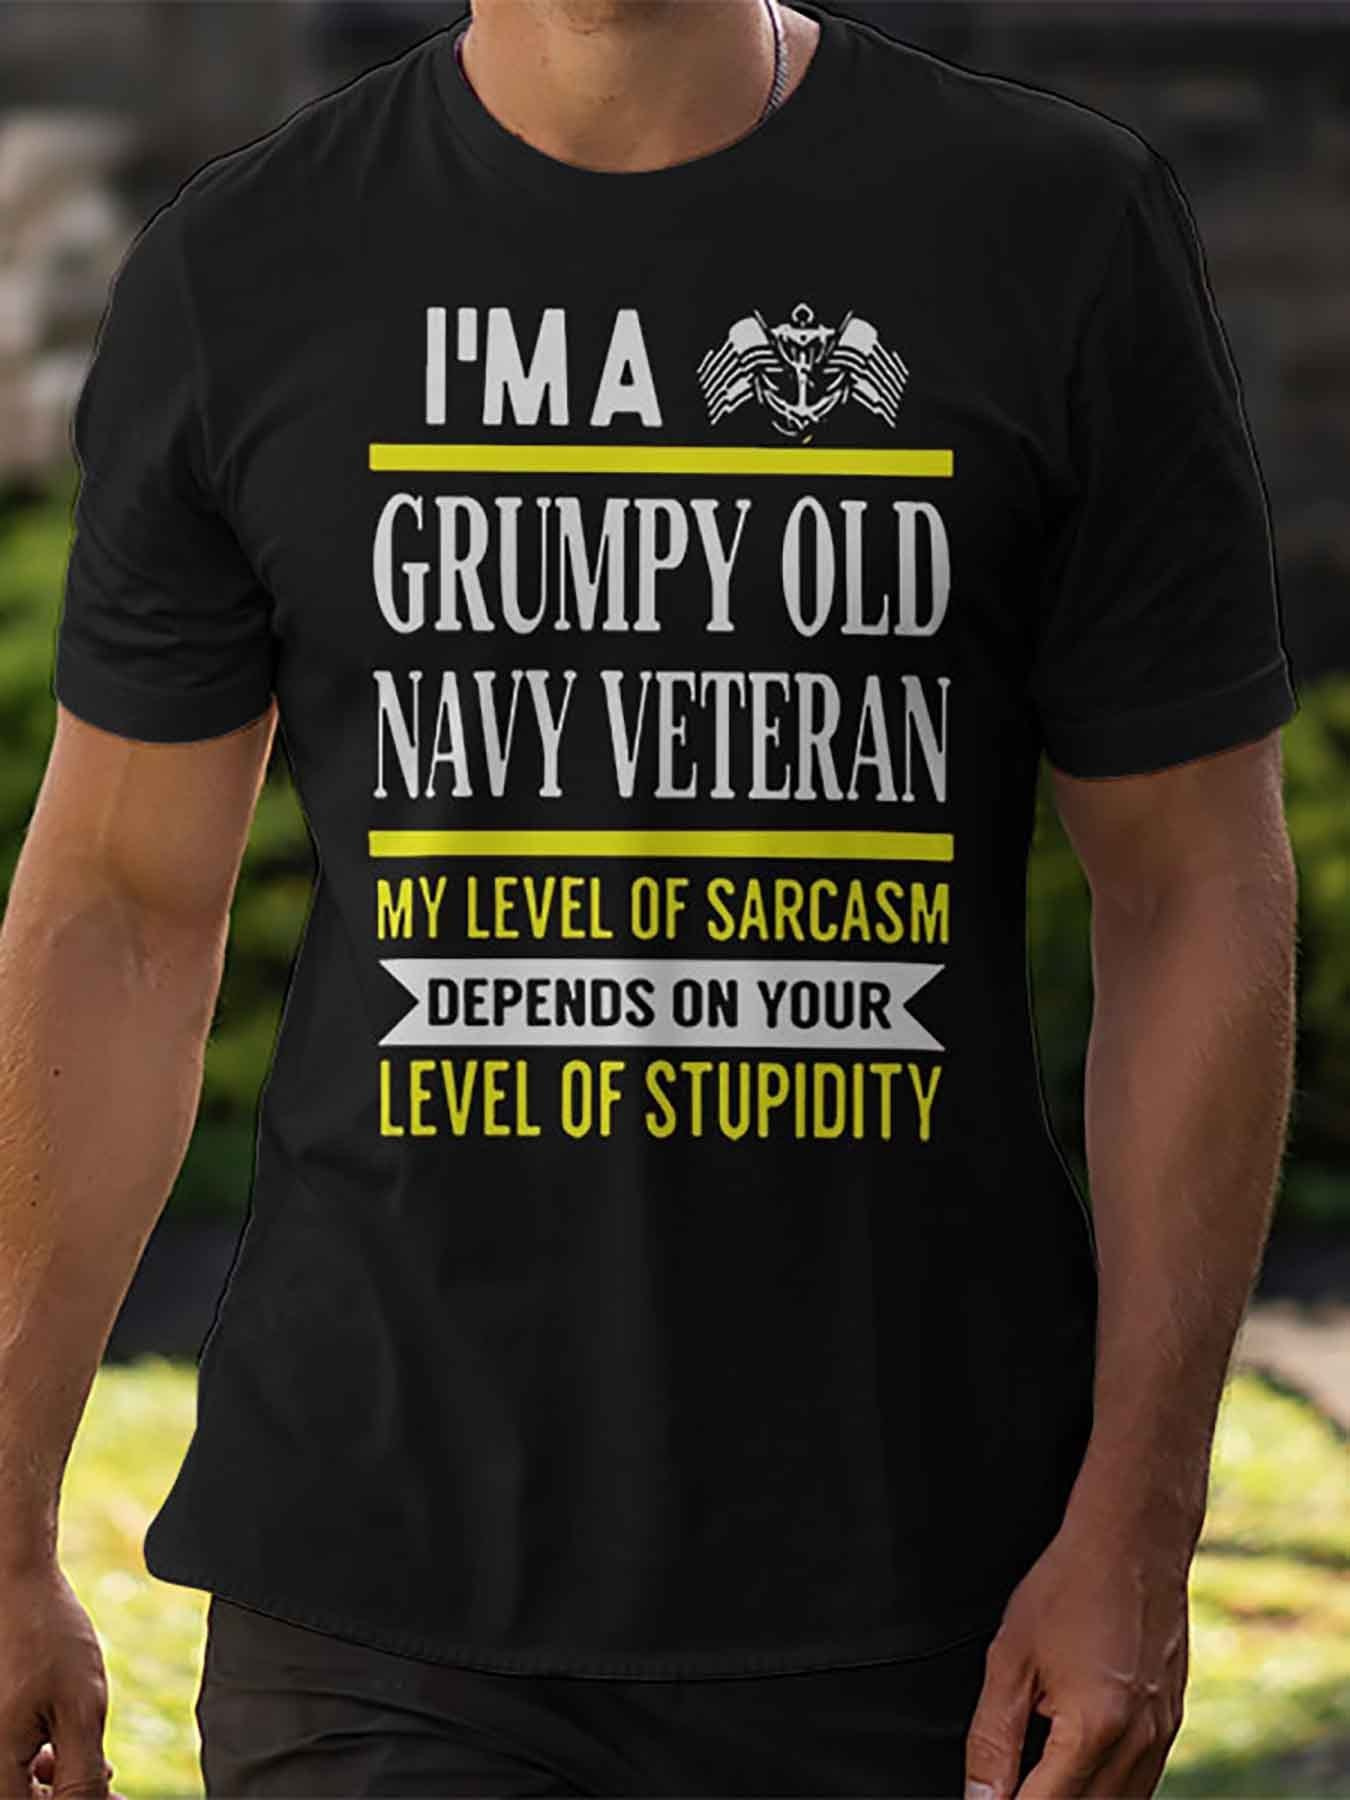 I'M A
GRUMPY OLD
NAVY VETERAN
MY LEVEL OF SARCASM
DEPENDS ON YOUR
LEVEL OF STUPIDITY